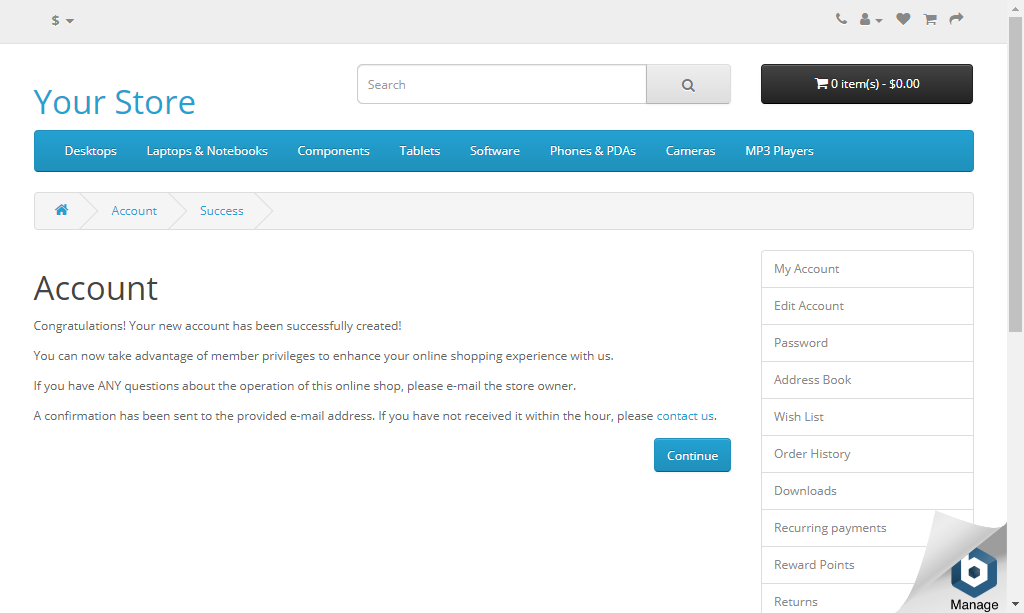 $
Search
0 item(s) - $0.00
Your Store
Desktops Laptops & Notebooks Components Tablets Software Phones & PDAs Cameras MP3 Players
Account Success
Account
Congratulations! Your new account has been successfully created!
You can now take advantage of member privileges to enhance your online shopping experience with us.
If you have ANY questions about the operation of this online shop, please e-mail the store owner.
A confirmation has been sent to the provided e-mail address. If you have not received it within the hour, please contact us.
Continue
My Account
Edit Account
Password
Address Book
Wish List
Order History
Downloads
Recurring payments
Reward Points
Returns
Manage